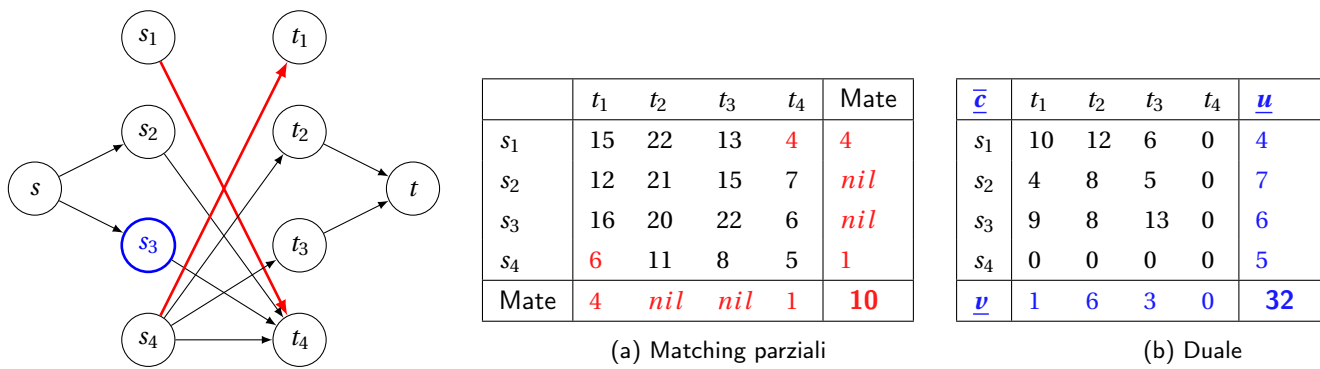 s1 t1
s2 t2
s t
s3 t3
s4 t4
t1 t2 t3 t4 Mate
s1 15 22 13 4 4
s2 12 21 15 7 nil
s3 16 20 22 6 nil
s4 6 11 8 5 1
Mate 4 nil nil 1 10
(a) Matching parziali
c̅ t1 t2 t3 t4 u
s1 10 12 6 0 4
s2 4 8 5 0 7
s3 9 8 13 0 6
s4 0 0 0 0 5
v 1 6 3 0 32
(b) Duale